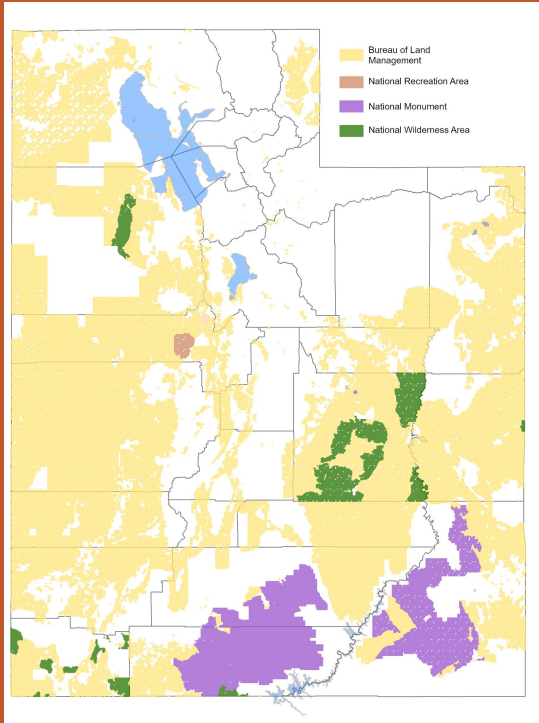 Bureau of Land
Management
National Recreation Area
National Monument
National Wilderness Area